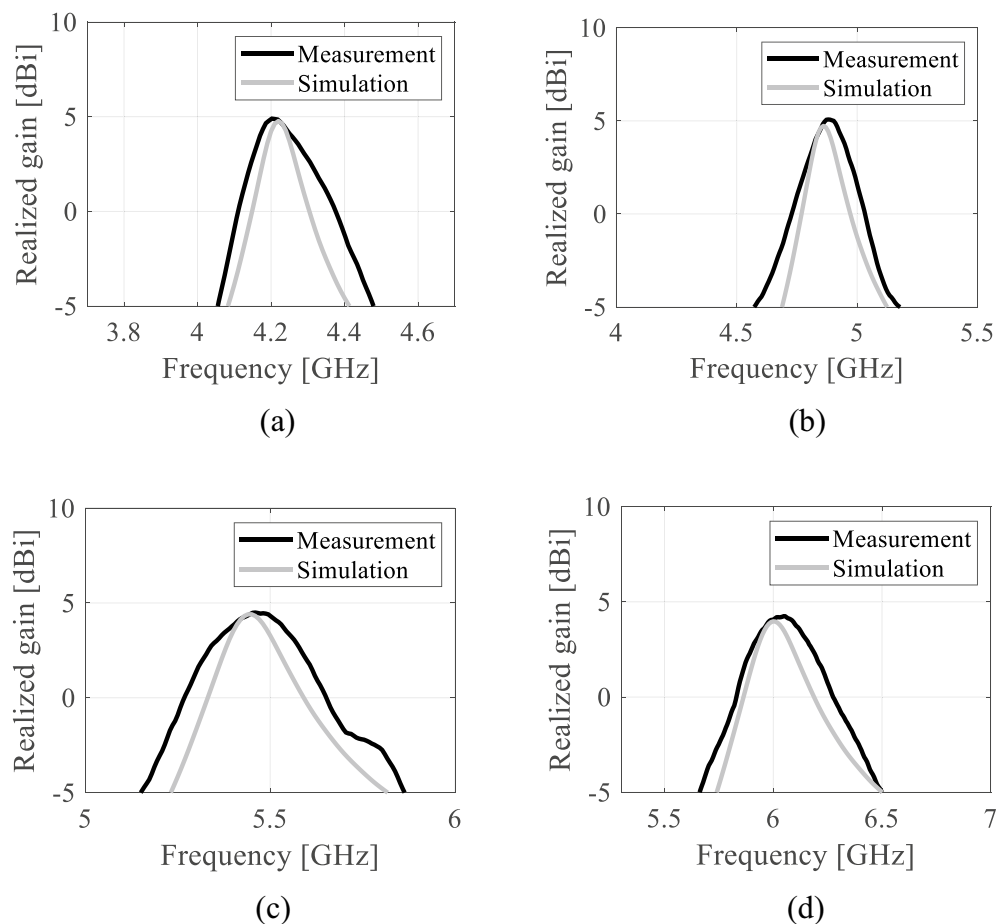 10
5
0
-5
Realized gain [dBi]
Measurement
Simulation
3.8 4 4.2 4.4 4.6
Frequency [GHz]
(a)
10
5
0
-5
Realized gain [dBi]
Measurement
Simulation
4 4.5 5 5.5
Frequency [GHz]
(b)
10
5
0
-5
Realized gain [dBi]
Measurement
Simulation
5 5.5 6
Frequency [GHz]
(c)
10
5
0
-5
Realized gain [dBi]
Measurement
Simulation
5.5 6 6.5 7
Frequency [GHz]
(d)